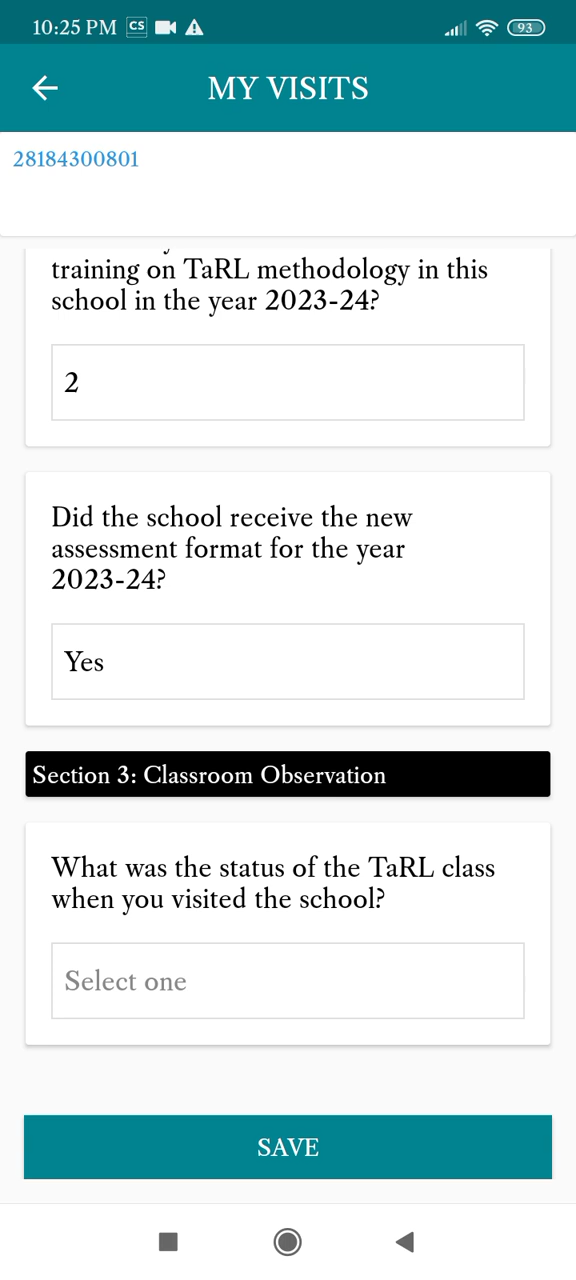 10:25 PM CS 93
MY VISITS
28184300801
training on TaRL methodology in this
school in the year 2023-24?
2
Did the school receive the new
assessment format for the year
2023-24?
Yes
Section 3: Classroom Observation
What was the status of the TaRL class
when you visited the school?
Select one
SAVE